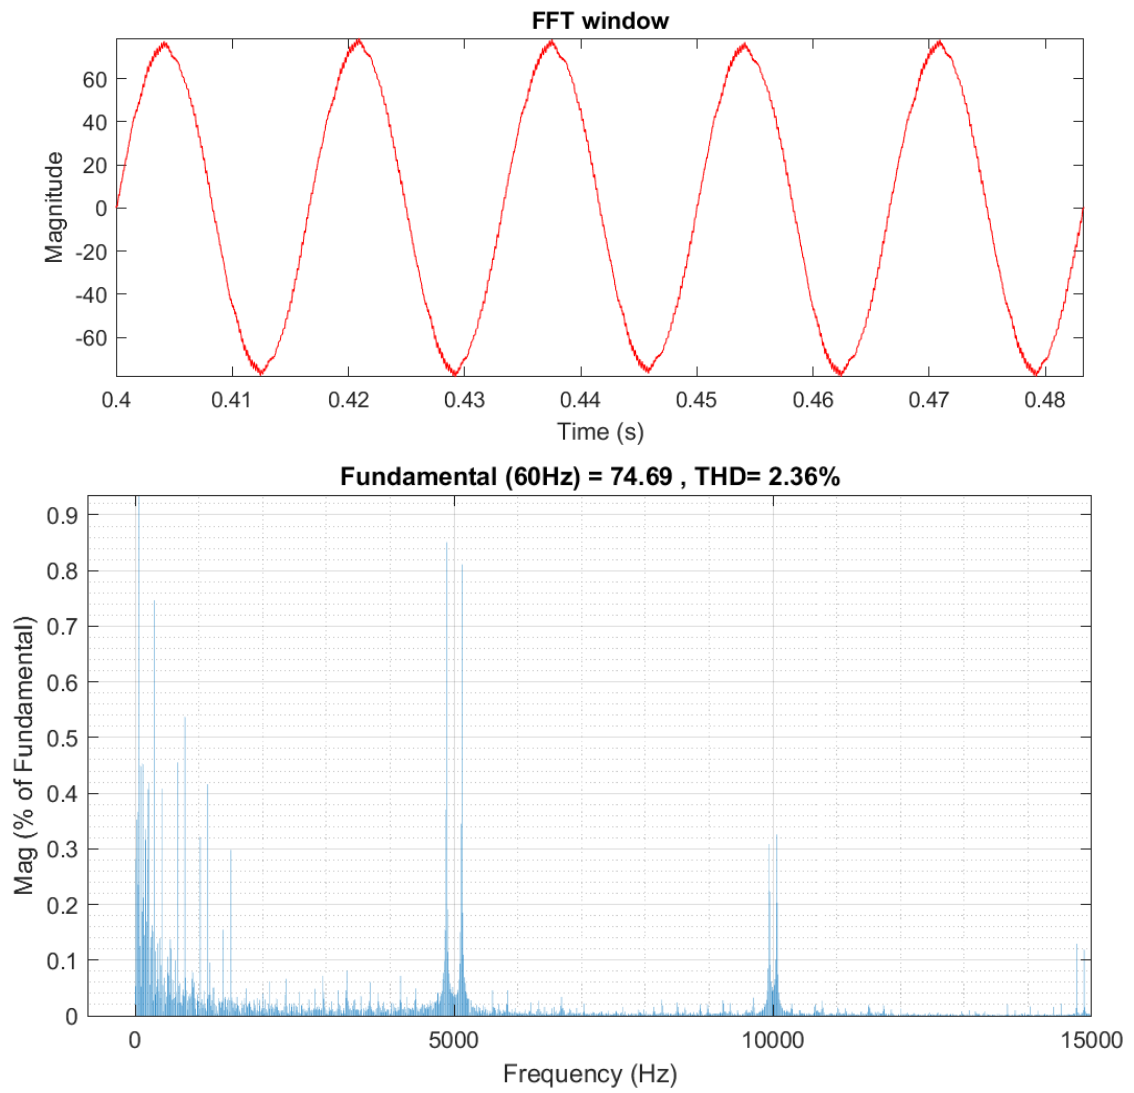 FFT window
60
40
20
0
-20
-40
-60
Magnitude
0.4 0.41 0.42 0.43 0.44 0.45 0.46 0.47 0.48
Time (s)
Fundamental (60Hz) = 74.69 , THD= 2.36%
0.9
0.8
0.7
0.6
0.5
0.4
0.3
0.2
0.1
0
Mag (% of Fundamental)
0 5000 10000 15000
Frequency (Hz)